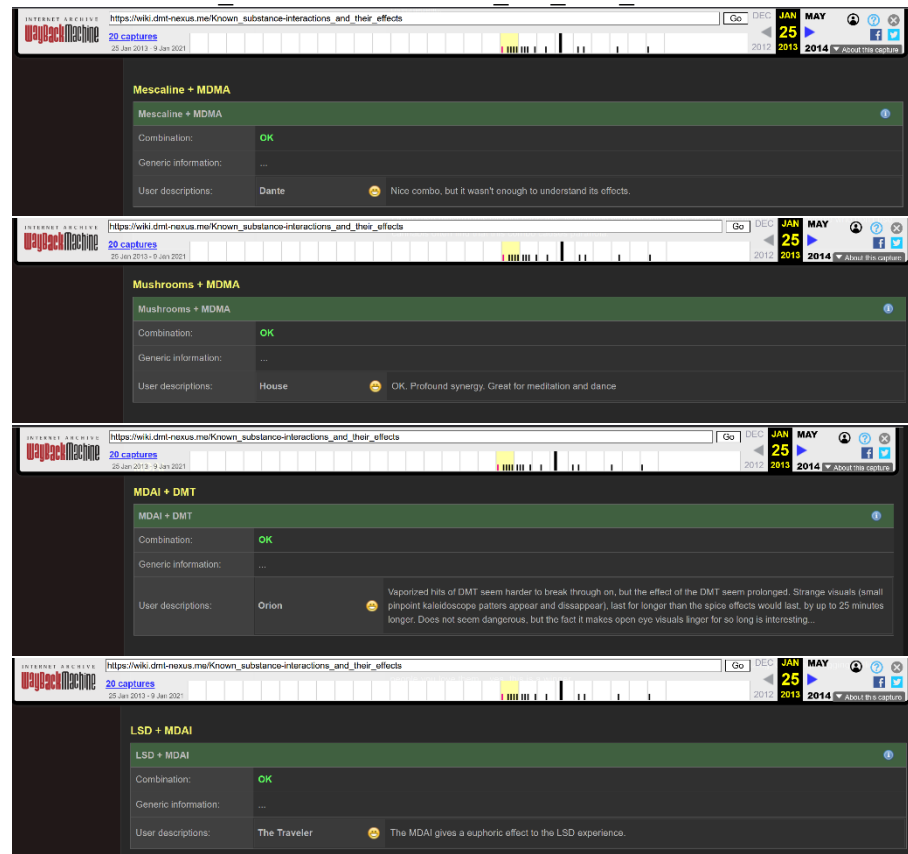 INTERNET ARCHIVE
WayBackMachine
https://wiki.dmt-nexus.me/Known_substance-interactions_and_their_effects
Go
DEC JAN MAY
20 captures
25
25 Jan 2013 - 9 Jan 2021
2012 2013 2014 ▼ About this capture
Mescaline + MDMA
Mescaline + MDMA
Combination: OK
Generic information: ...
User descriptions: Dante Nice combo, but it wasn't enough to understand its effects.
INTERNET ARCHIVE
WayBackMachine
https://wiki.dmt-nexus.me/Known_substance-interactions_and_their_effects
Go
DEC JAN MAY
20 captures
25
25 Jan 2013 - 9 Jan 2021
2012 2013 2014 ▼ About this capture
Mushrooms + MDMA
Mushrooms + MDMA
Combination: OK
Generic information: ...
User descriptions: House OK. Profound synergy. Great for meditation and dance
INTERNET ARCHIVE
WayBackMachine
https://wiki.dmt-nexus.me/Known_substance-interactions_and_their_effects
Go
DEC JAN MAY
20 captures
25
25 Jan 2013 - 9 Jan 2021
2012 2013 2014 ▼ About this capture
MDAI + DMT
MDAI + DMT
Combination: OK
Generic information: ...
Vaporized hits of DMT seem harder to break through on, but the effect of the DMT seem prolonged. Strange visuals (small
User descriptions: Orion pinpoint kaleidoscope patters appear and dissappear), last for longer than the spice effects would last, by up to 25 minutes
longer. Does not seem dangerous, but the fact it makes open eye visuals linger for so long is interesting...
INTERNET ARCHIVE
WayBackMachine
https://wiki.dmt-nexus.me/Known_substance-interactions_and_their_effects
Go
DEC JAN MAY
20 captures
25
25 Jan 2013 - 9 Jan 2021
2012 2013 2014 ▼ About this capture
LSD + MDAI
LSD + MDAI
Combination: OK
Generic information: ...
User descriptions: The Traveler The MDAI gives a euphoric effect to the LSD experience.